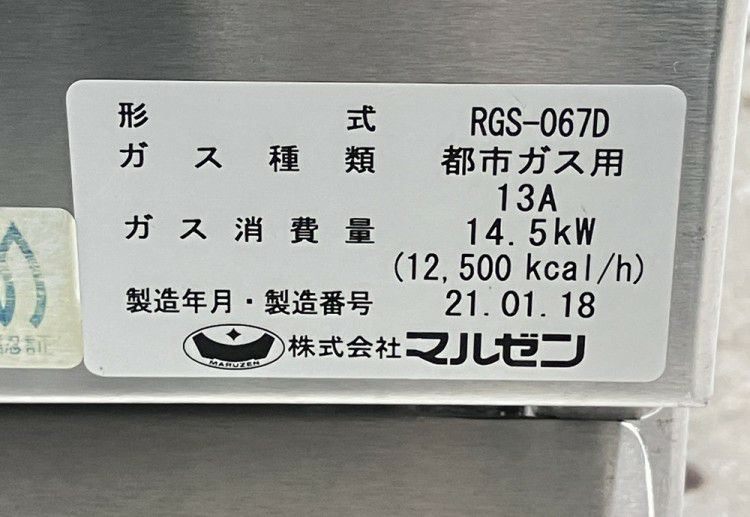 形 式 RGS-067D
ガ ス 種 類 都市ガス用
13A
ガ ス 消 費 量 14.5kW
(12,500 kcal/h)
製造年月・製造番号 21.01.18
MARUZEN 株式会社 マルゼン
認証